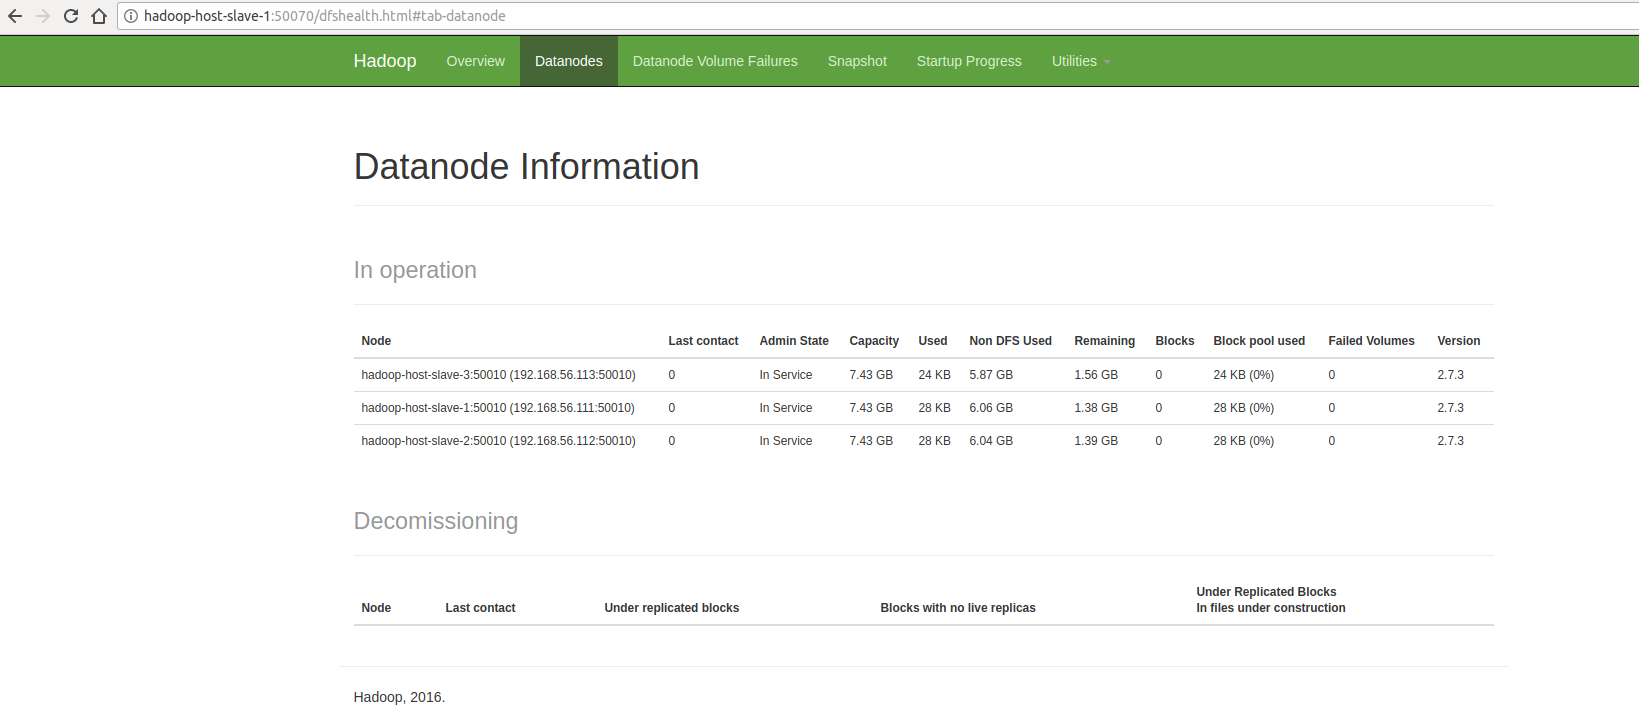 hadoop-host-slave-1:50070/dfshealth.html#tab-datanode
Hadoop Overview Datanodes Datanode Volume Failures Snapshot Startup Progress Utilities
Datanode Information
In operation
Node Last contact Admin State Capacity Used Non DFS Used Remaining Blocks Block pool used Failed Volumes Version
hadoop-host-slave-3:50010 (192.168.56.113:50010) 0 In Service 7.43 GB 24 KB 5.87 GB 1.56 GB 0 24 KB (0%) 0 2.7.3
hadoop-host-slave-1:50010 (192.168.56.111:50010) 0 In Service 7.43 GB 28 KB 6.06 GB 1.38 GB 0 28 KB (0%) 0 2.7.3
hadoop-host-slave-2:50010 (192.168.56.112:50010) 0 In Service 7.43 GB 28 KB 6.04 GB 1.39 GB 0 28 KB (0%) 0 2.7.3
Decomissioning
Under Replicated Blocks
Node Last contact Under replicated blocks Blocks with no live replicas In files under construction
Hadoop, 2016.